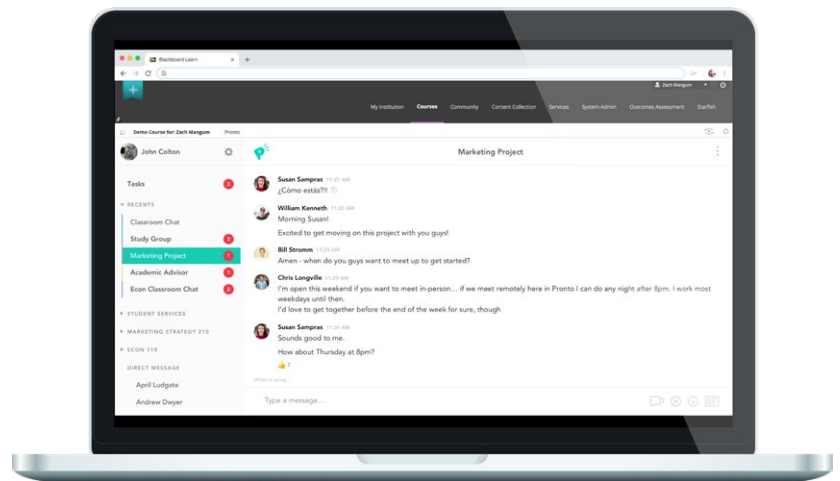 Blackboard Learn
Zach Mangum
My Institution Courses Community Content Collection Services System Admin Outcomes Assessment Starfish
Demo Course for: Zach Mangum Pronto
John Colton
Marketing Project
Tasks
RECENTS
Classroom Chat
Study Group
Marketing Project
Academic Advisor
Econ Classroom Chat
STUDENT SERVICES
MARKETING STRATEGY 210
ECON 110
DIRECT MESSAGE
April Ludgate
Andrew Dwyer
Susan Sampras 11:21 AM
¿Cómo estás?!!
William Kenneth 11:22 AM
Morning Susan!
Excited to get moving on this project with you guys!
Bill Stromm 11:23 AM
Amen - when do you guys want to meet up to get started?
Chris Longville 11:25 AM
I'm open this weekend if you want to meet in-person... if we meet remotely here in Pronto I can do any night after 8pm. I work most
weekdays until then.
I'd love to get together before the end of the week for sure, though
Susan Sampras 11:31 AM
Sounds good to me.
How about Thursday at 8pm?
Type a message...
GIF